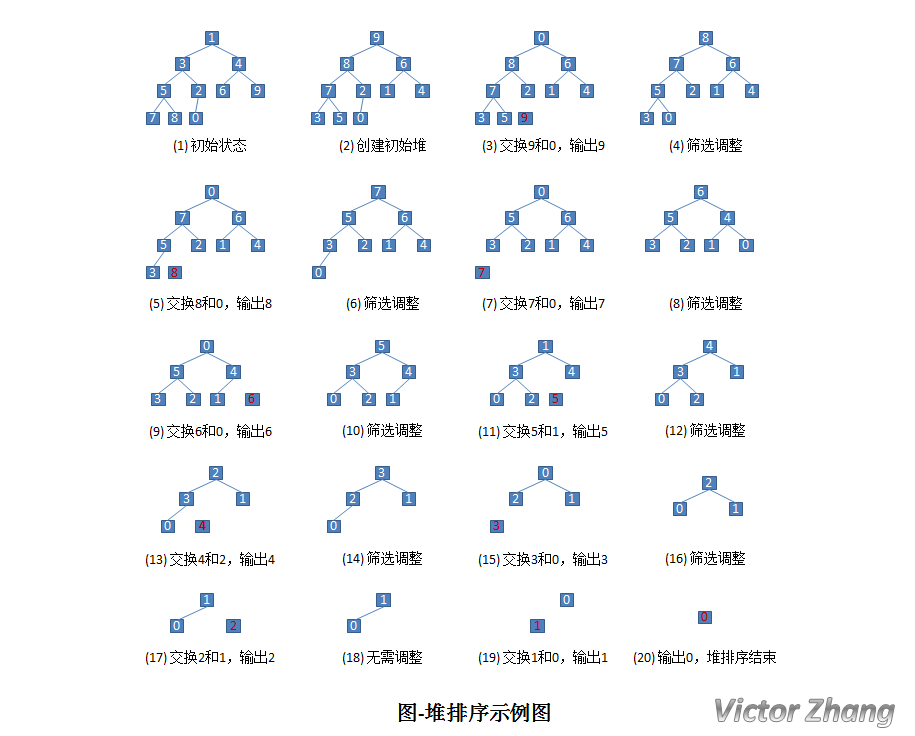 1
3 4
5 2 6 9
7 8 0
(1) 初始状态
9
8 6
7 2 1 4
3 5 0
(2) 创建初始堆
0
8 6
7 2 1 4
3 5 9
(3) 交换9和0，输出9
8
7 6
5 2 1 4
3 0
(4) 筛选调整
0
7 6
5 2 1 4
3 8
(5) 交换8和0，输出8
7
5 6
3 2 1 4
0
(6) 筛选调整
0
5 6
3 2 1 4
7
(7) 交换7和0，输出7
6
5 4
3 2 1 0
(8) 筛选调整
0
5 4
3 2 1 6
(9) 交换6和0，输出6
5
3 4
0 2 1
(10) 筛选调整
1
3 4
0 2 5
(11) 交换5和1，输出5
4
3 1
0 2
(12) 筛选调整
2
3 1
0 4
(13) 交换4和2，输出4
3
2 1
0
(14) 筛选调整
0
2 1
3
(15) 交换3和0，输出3
2
0 1
(16) 筛选调整
1
0 2
(17) 交换2和1，输出2
1
0
(18) 无需调整
0
1
(19) 交换1和0，输出1
0
(20) 输出0，堆排序结束
图-堆排序示例图
Victor Zhang